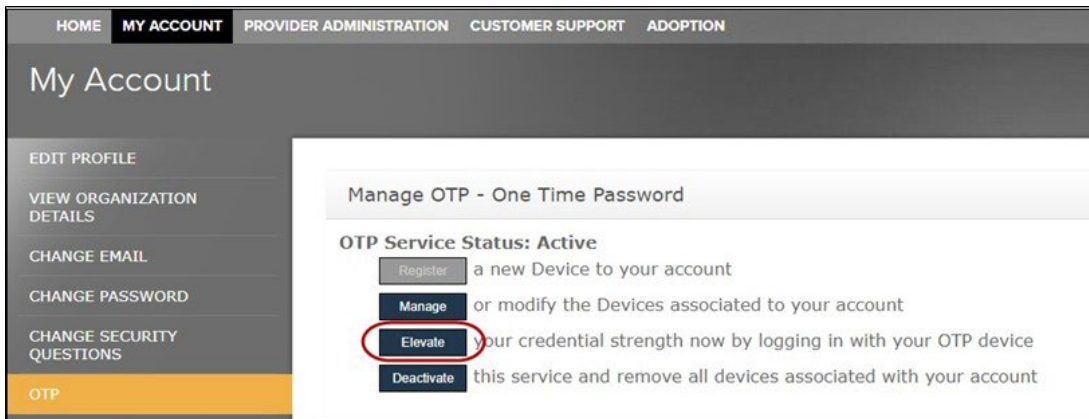 HOME MY ACCOUNT PROVIDER ADMINISTRATION CUSTOMER SUPPORT ADOPTION
My Account
EDIT PROFILE
VIEW ORGANIZATION
DETAILS
CHANGE EMAIL
CHANGE PASSWORD
CHANGE SECURITY
QUESTIONS
OTP
Manage OTP - One Time Password
OTP Service Status: Active
Register a new Device to your account
Manage or modify the Devices associated to your account
Elevate your credential strength now by logging in with your OTP device
Deactivate this service and remove all devices associated with your account